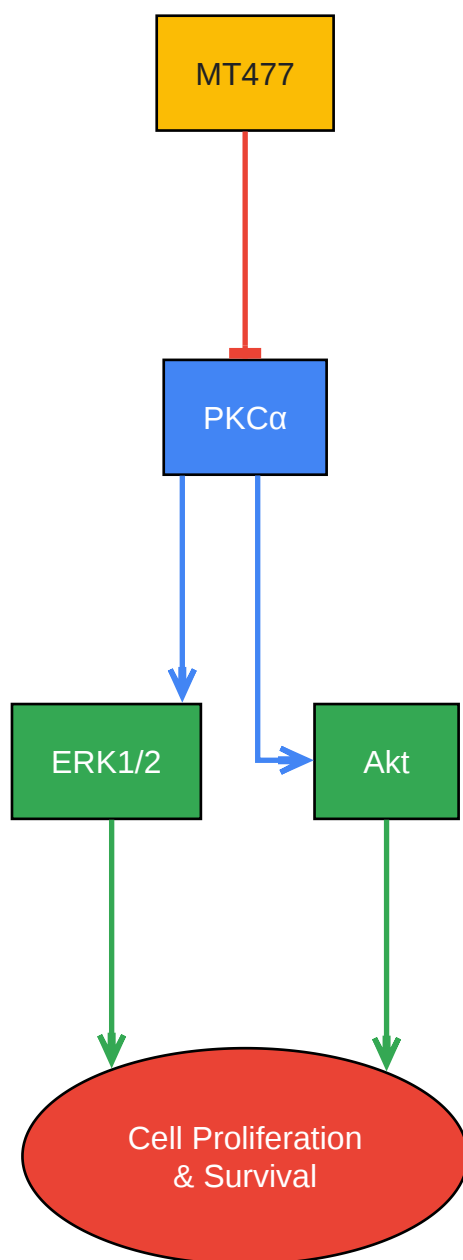 MT477
PKCα
ERK1/2
Akt
Cell Proliferation
& Survival